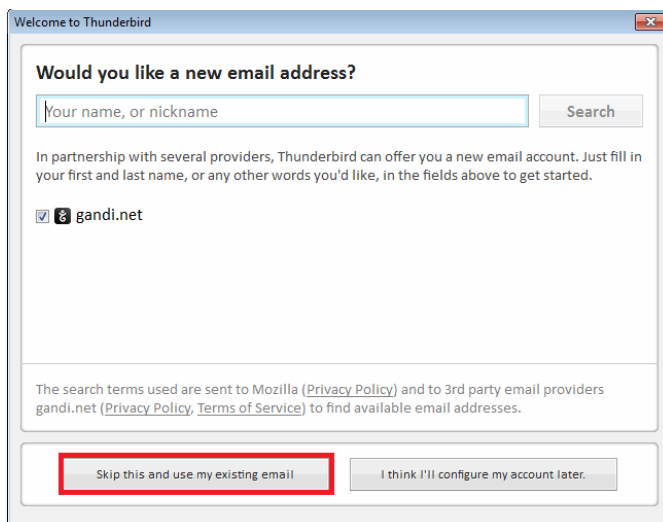 Welcome to Thunderbird
Would you like a new email address?
Your name, or nickname
Search
In partnership with several providers, Thunderbird can offer you a new email account. Just fill in
your first and last name, or any other words you'd like, in the fields above to get started.
gandi.net
The search terms used are sent to Mozilla (Privacy Policy) and to 3rd party email providers
gandi.net (Privacy Policy, Terms of Service) to find available email addresses.
Skip this and use my existing email
I think I'll configure my account later.